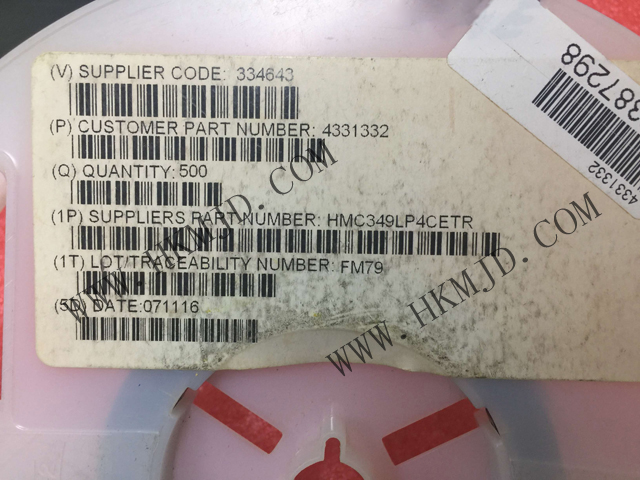 (V) SUPPLIER CODE: 334643
(P) CUSTOMER PART NUMBER: 4331332
(Q) QUANTITY:500
(1P) SUPPLIERS PART NUMBER: HMC349LP4CETR
(1T) LOT/TRACEABILITY NUMBER: FM79
(5D) DATE:071116
387298
4331332
WWW.HKMJD.COM
WWW.HKMJD.COM